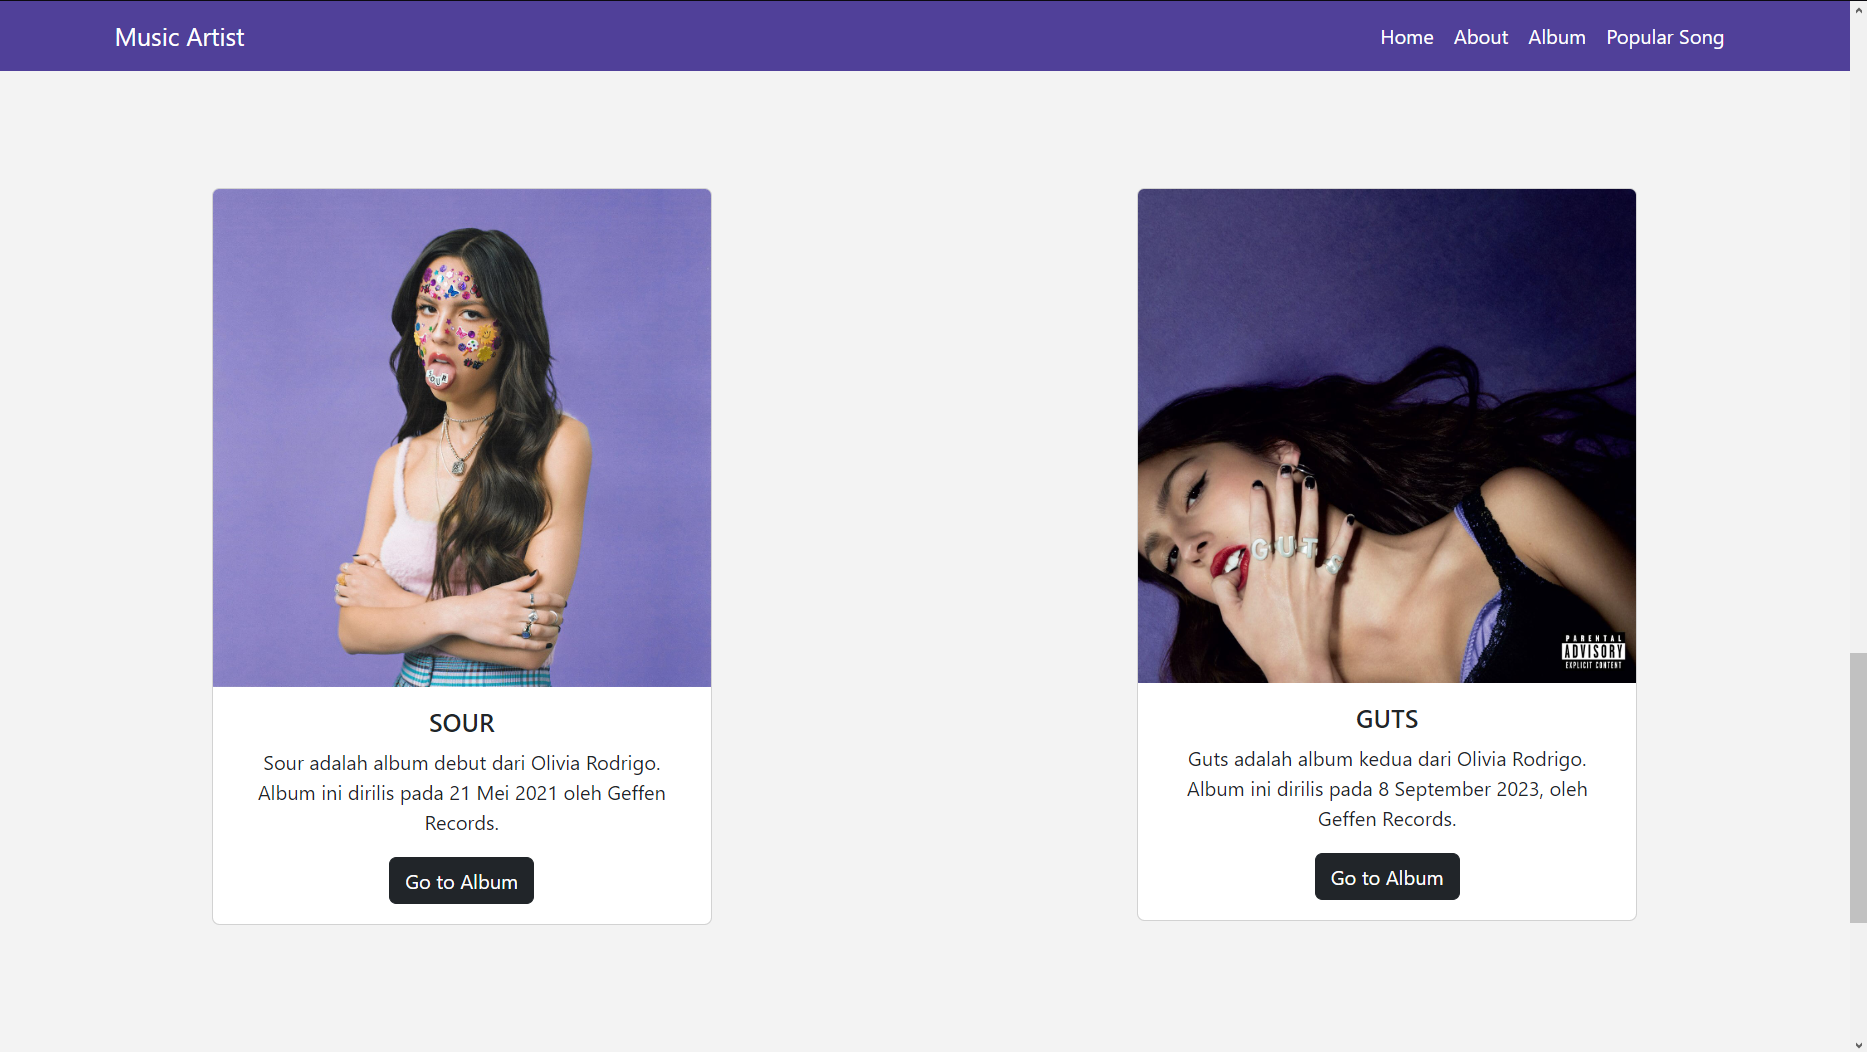 Music Artist
Home About Album Popular Song
SOUR
SOUR
Sour adalah album debut dari Olivia Rodrigo.
Album ini dirilis pada 21 Mei 2021 oleh Geffen
Records.
Go to Album
GUTS
PARENTAL
ADVISORY
EXPLICIT CONTENT
GUTS
Guts adalah album kedua dari Olivia Rodrigo.
Album ini dirilis pada 8 September 2023, oleh
Geffen Records.
Go to Album